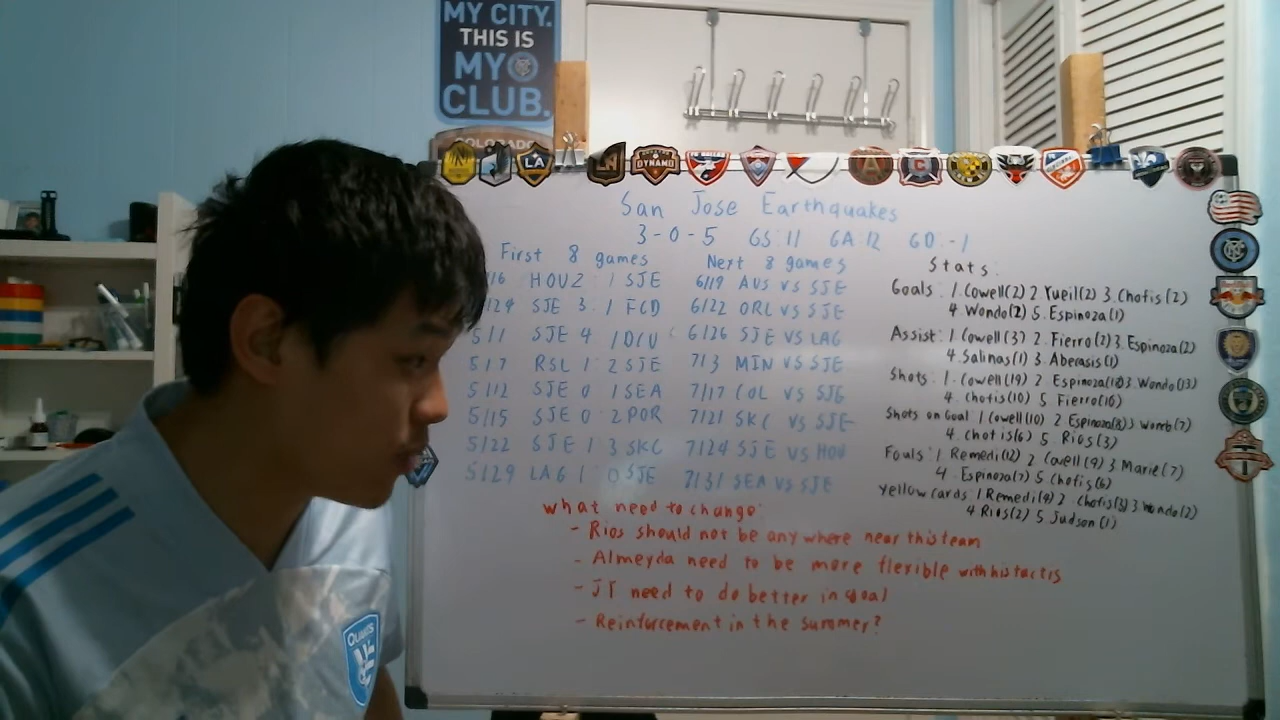 MY CITY.
THIS IS
MY
CLUB.
COLORADO
LA
DYNAMO
San Jose Earthquakes
3-0-5 GS:11 GA:12 GD:-1
First 8 games
/16 HOU 2:1 SJE
/24 SJE 3:1 FCD
5/1 SJE 4:1 DCU
5/7 RSL 1:2 SJE
5/12 SJE 0:1 SEA
5/15 SJE 0:2 POR
5/22 SJE 1:3 SKC
5/29 LAG 1:0 SJE
Next 8 games
6/19 AUS VS SJE
6/22 ORL VS SJE
6/26 SJE VS LAG
7/3 MIN VS SJE
7/17 COL VS SJE
7/21 SKC VS SJE
7/24 SJE VS HOU
7/31 SEA VS SJE
Stats:
Goals: 1. Cowell(2) 2. Yueil(2) 3. Chofis(2)
4. Wondo(2) 5. Espinoza(1)
Assist: 1. Cowell(3) 2. Fierro(2) 3. Espinoza(2)
4. Salinas(1) 3. Aberasis(1)
Shots: 1. Cowell(19) 2. Espinoza(18) 3. Wondo(13)
4. Chofis(10) 5. Fierro(10)
Shots on Goal: 1. Cowell(10) 2. Espinoza(8) 3. Wondo(7)
4. Chofis(6) 5. Rios(3)
Fouls: 1. Remedi(12) 2. Cowell(9) 3. Marie(7)
4. Espinoza(7) 5. Chofis(6)
Yellow cards: 1. Remedi(4) 2. Chofis(3) 3. Wondo(2)
4. Rios(2) 5. Judson(1)
what need to change:
- Rios should not be any where near this team
- Almeyda need to be more flexible with his tactis
- JT need to do better in goal
- Reinforcement in the summer?
QUAKES